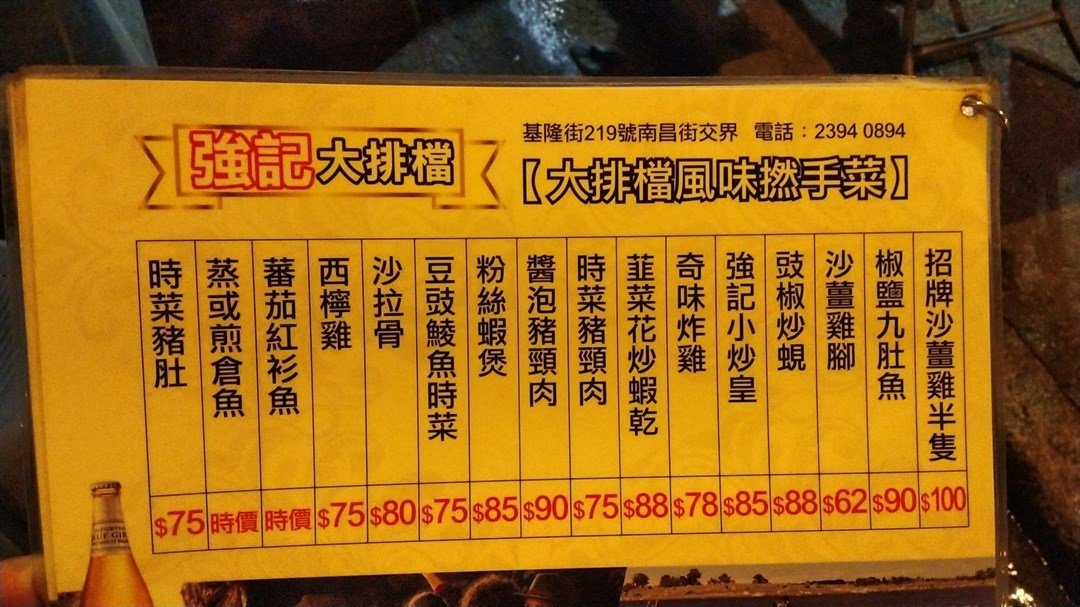 強記大排檔
基隆街219號南昌街交界 電話：2394 0894
【大排檔風味撚手菜】
招牌沙薑雞半隻 $100
椒鹽九肚魚 $90
沙薑雞腳 $62
豉椒炒蜆 $88
強記小炒皇 $85
奇味炸雞 $78
韮菜花炒蝦乾 $88
時菜豬頸肉 $75
醬泡豬頸肉 $90
粉絲蝦煲 $85
豆豉鯪魚時菜 $75
沙拉骨 $80
西檸雞 $75
蕃茄紅衫魚 時價
蒸或煎倉魚 時價
時菜豬肚 $75